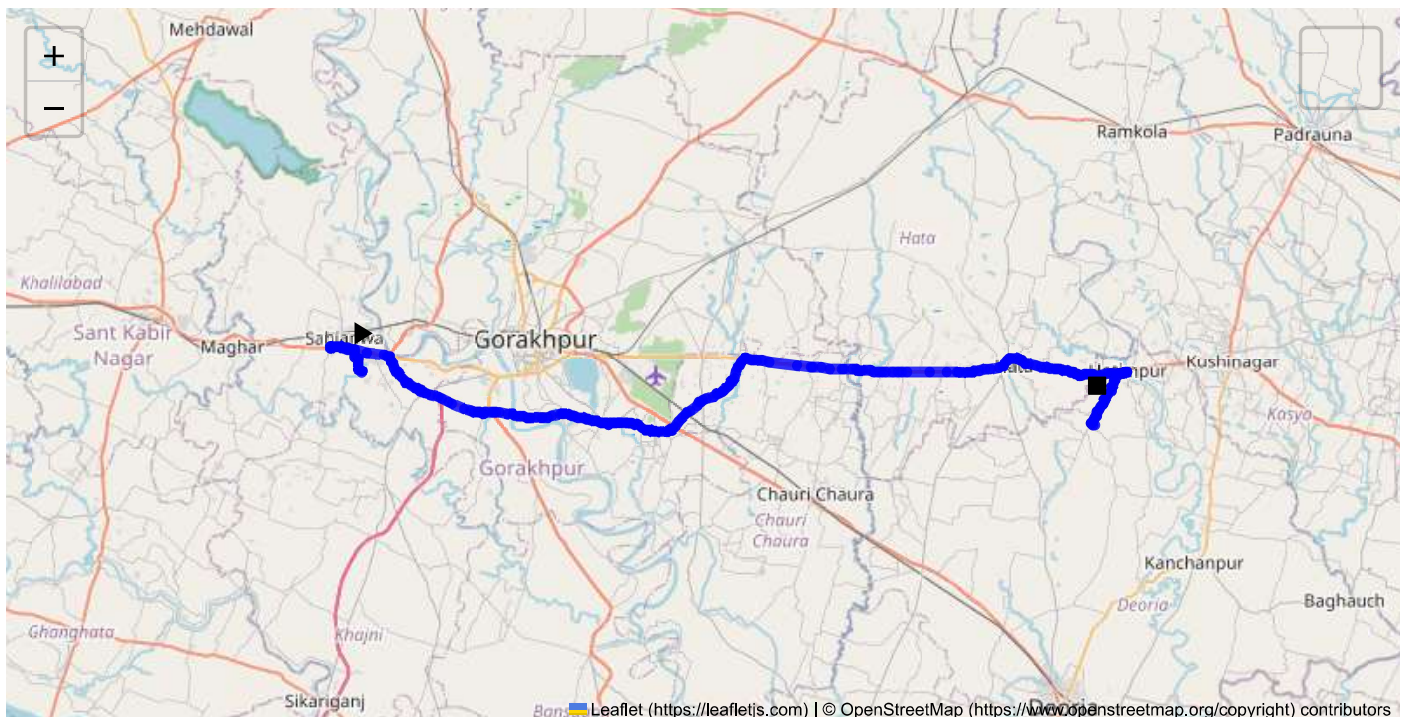 Mehdawal
+
−
Ramkola
Padrauna
Hata
Khalilabad
Sant Kabir
Nagar
Maghar
Gorakhpur
Kushinagar
Kasya
Gorakhpur
Chauri Chaura
Chauri
Chaura
Kanchanpur
Deoria
Baghauch
Ghanghata
Khajni
Sikariganj
Deoria
Leaflet (https://leafletjs.com) | © OpenStreetMap (https://www.openstreetmap.org/copyright) contributors